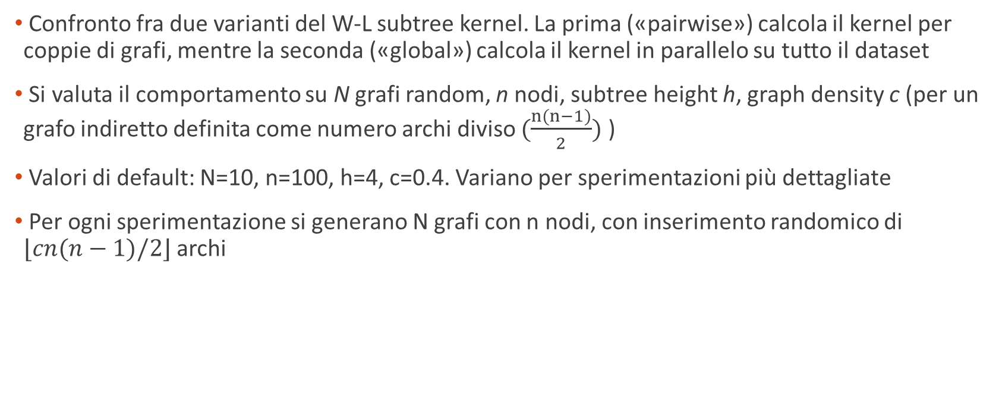 • Confronto fra due varianti del W-L subtree kernel. La prima («pairwise») calcola il kernel per
coppie di grafi, mentre la seconda («global») calcola il kernel in parallelo su tutto il dataset
• Si valuta il comportamento su N grafi random, n nodi, subtree height h, graph density c (per un
grafo indiretto definita come numero archi diviso (n(n−1)/2) )
• Valori di default: N=10, n=100, h=4, c=0.4. Variano per sperimentazioni più dettagliate
• Per ogni sperimentazione si generano N grafi con n nodi, con inserimento randomico di
⌊cn(n − 1)/2⌋ archi